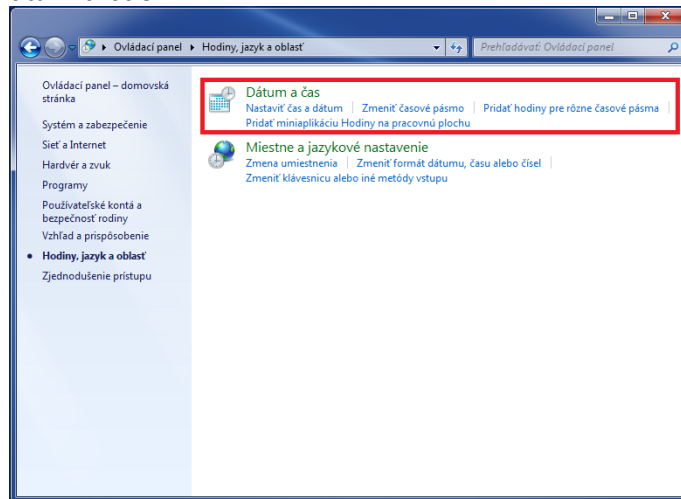 Ovládací panel Hodiny, jazyk a oblasť
Prehľadávať: Ovládací panel
Ovládací panel – domovská
stránka
Systém a zabezpečenie
Sieť a Internet
Hardvér a zvuk
Programy
Používateľské kontá a
bezpečnosť rodiny
Vzhľad a prispôsobenie
Hodiny, jazyk a oblasť
Zjednodušenie prístupu
Dátum a čas
Nastaviť čas a dátum Zmeniť časové pásmo Pridať hodiny pre rôzne časové pásma
Pridať miniaplikáciu Hodiny na pracovnú plochu
Miestne a jazykové nastavenie
Zmena umiestnenia Zmeniť formát dátumu, času alebo čísel
Zmeniť klávesnicu alebo iné metódy vstupu